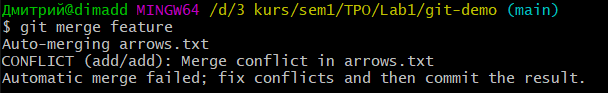 Дмитрий@dimadd MINGW64 /d/3 kurs/sem1/TPO/Lab1/git-demo (main)
$ git merge feature
Auto-merging arrows.txt
CONFLICT (add/add): Merge conflict in arrows.txt
Automatic merge failed; fix conflicts and then commit the result.